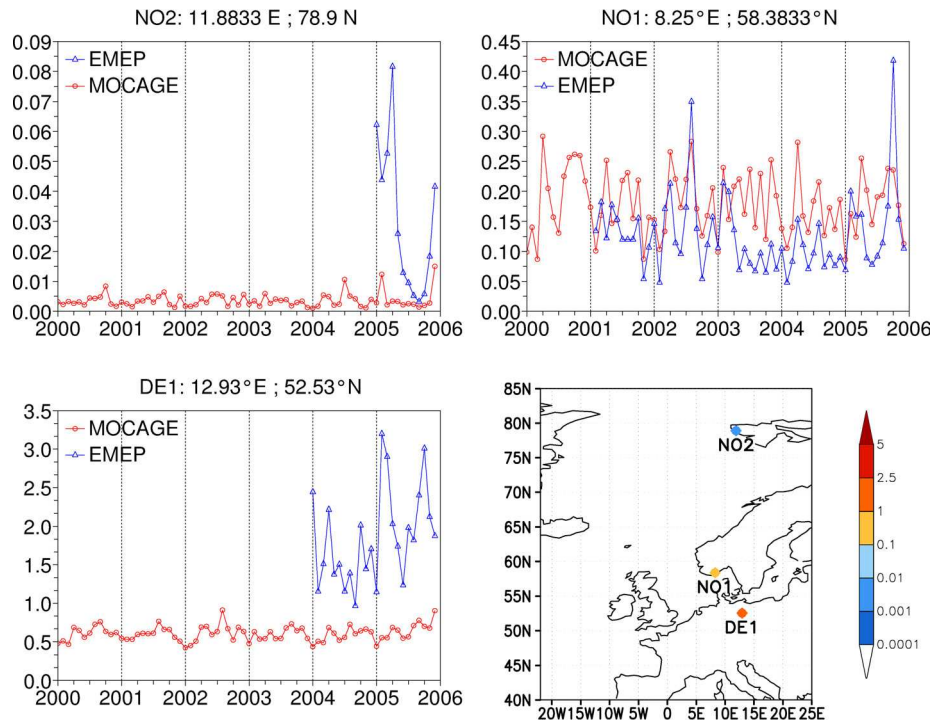 NO2: 11.8833 E ; 78.9 N
0.09
0.08
0.07
0.06
0.05
0.04
0.03
0.02
0.01
0.00
EMEP
MOCAGE
2000 2001 2002 2003 2004 2005 2006
NO1: 8.25°E ; 58.3833°N
0.45
0.40
0.35
0.30
0.25
0.20
0.15
0.10
0.05
0.00
MOCAGE
EMEP
2000 2001 2002 2003 2004 2005 2006
DE1: 12.93°E ; 52.53°N
3.5
3.0
2.5
2.0
1.5
1.0
0.5
0.0
MOCAGE
EMEP
2000 2001 2002 2003 2004 2005 2006
85N
80N
75N
70N
65N
60N
55N
50N
45N
40N
NO2
NO1
DE1
20W 15W 10W 5W 0 5E 10E 15E 20E 25E
5
2.5
1
0.1
0.01
0.001
0.0001